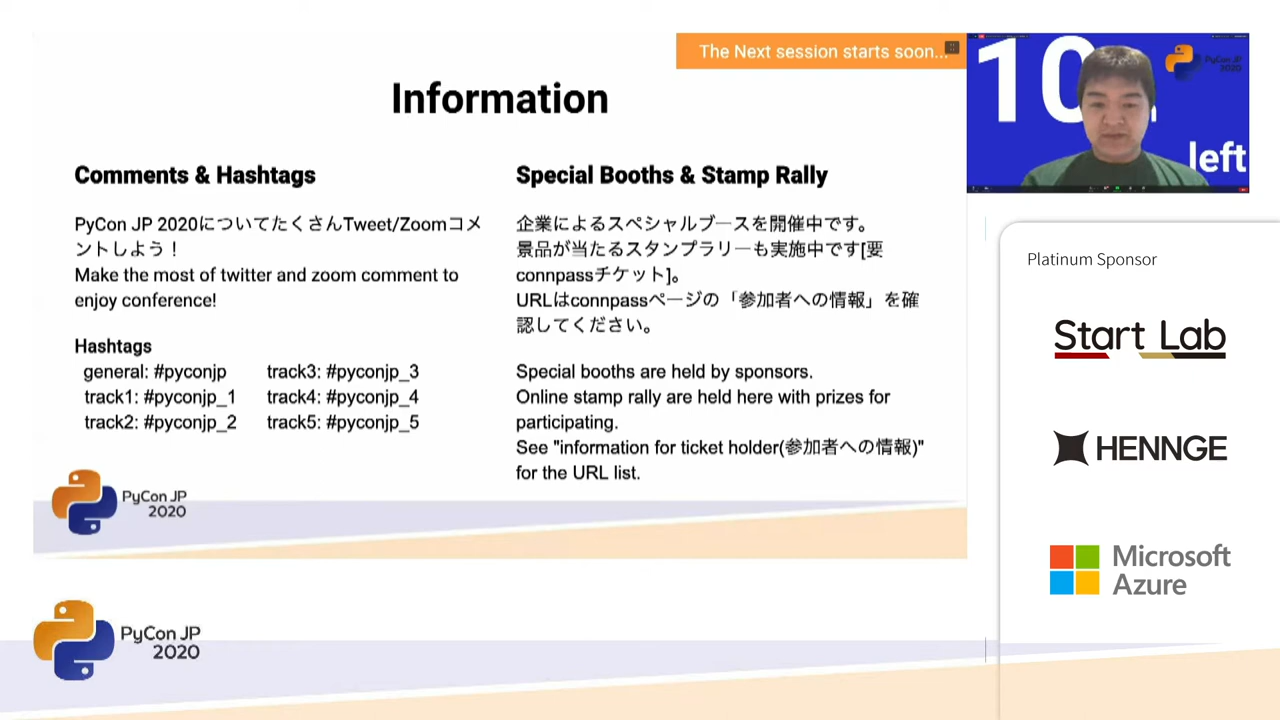 The Next session starts soon...
Information
Comments & Hashtags
PyCon JP 2020についてたくさんTweet/Zoomコメ
ントしよう！
Make the most of twitter and zoom comment to
enjoy conference!
Hashtags
general: #pyconjp
track3: #pyconjp_3
track1: #pyconjp_1
track4: #pyconjp_4
track2: #pyconjp_2
track5: #pyconjp_5
Special Booths & Stamp Rally
企業によるスペシャルブースを開催中です。
景品が当たるスタンプラリーも実施中です[要
connpassチケット]。
URLはconnpassページの「参加者への情報」を確
認してください。
Special booths are held by sponsors.
Online stamp rally are held here with prizes for
participating.
See "information for ticket holder(参加者への情報)"
for the URL list.
PyCon JP
2020
10
left
PyCon JP
2020
Platinum Sponsor
Start Lab
HENNGE
Microsoft
Azure
PyCon JP
2020